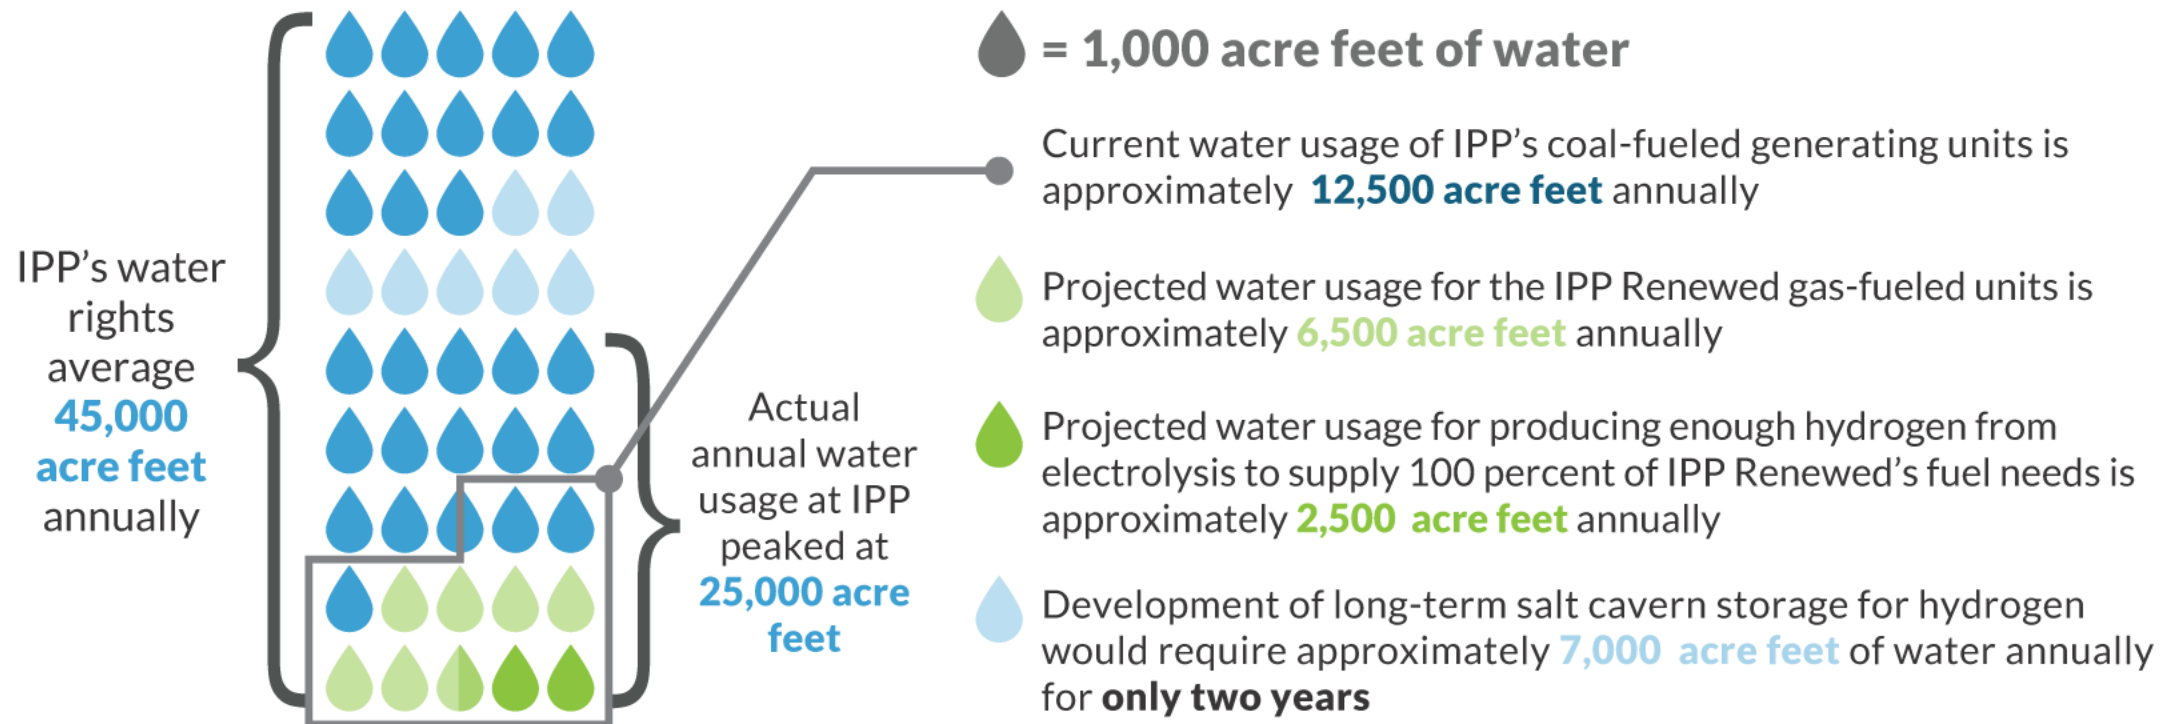 IPP's water
rights
average
45,000
acre feet
annually
Actual
annual water
usage at IPP
peaked at
25,000 acre
feet
= 1,000 acre feet of water
Current water usage of IPP's coal-fueled generating units is
approximately 12,500 acre feet annually
Projected water usage for the IPP Renewed gas-fueled units is
approximately 6,500 acre feet annually
Projected water usage for producing enough hydrogen from
electrolysis to supply 100 percent of IPP Renewed's fuel needs is
approximately 2,500 acre feet annually
Development of long-term salt cavern storage for hydrogen
would require approximately 7,000 acre feet of water annually
for only two years